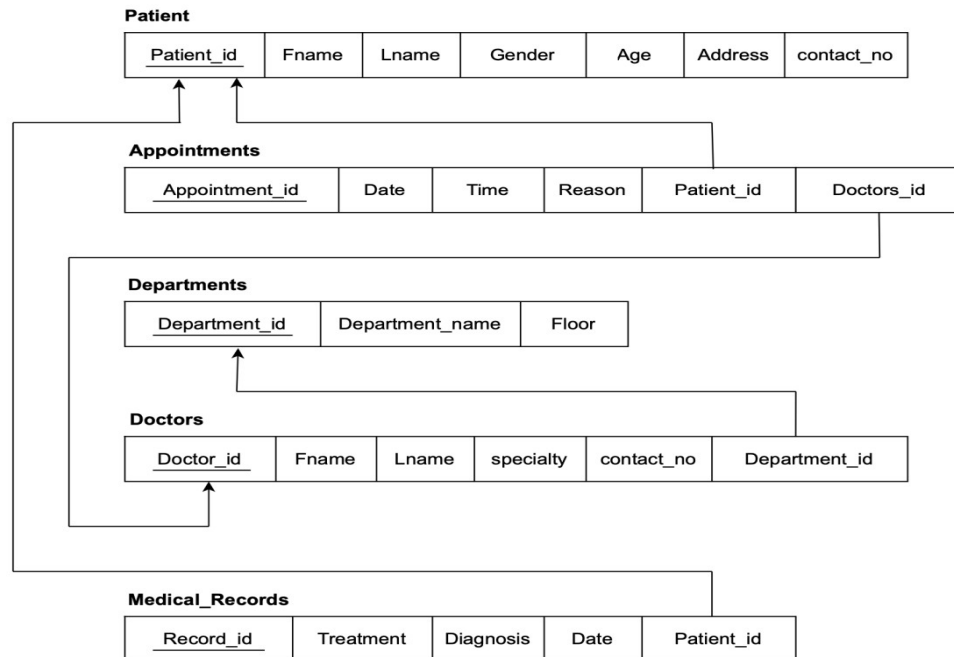 Patient
Patient_id Fname Lname Gender Age Address contact_no
Appointments
Appointment_id Date Time Reason Patient_id Doctors_id
Departments
Department_id Department_name Floor
Doctors
Doctor_id Fname Lname specialty contact_no Department_id
Medical_Records
Record_id Treatment Diagnosis Date Patient_id